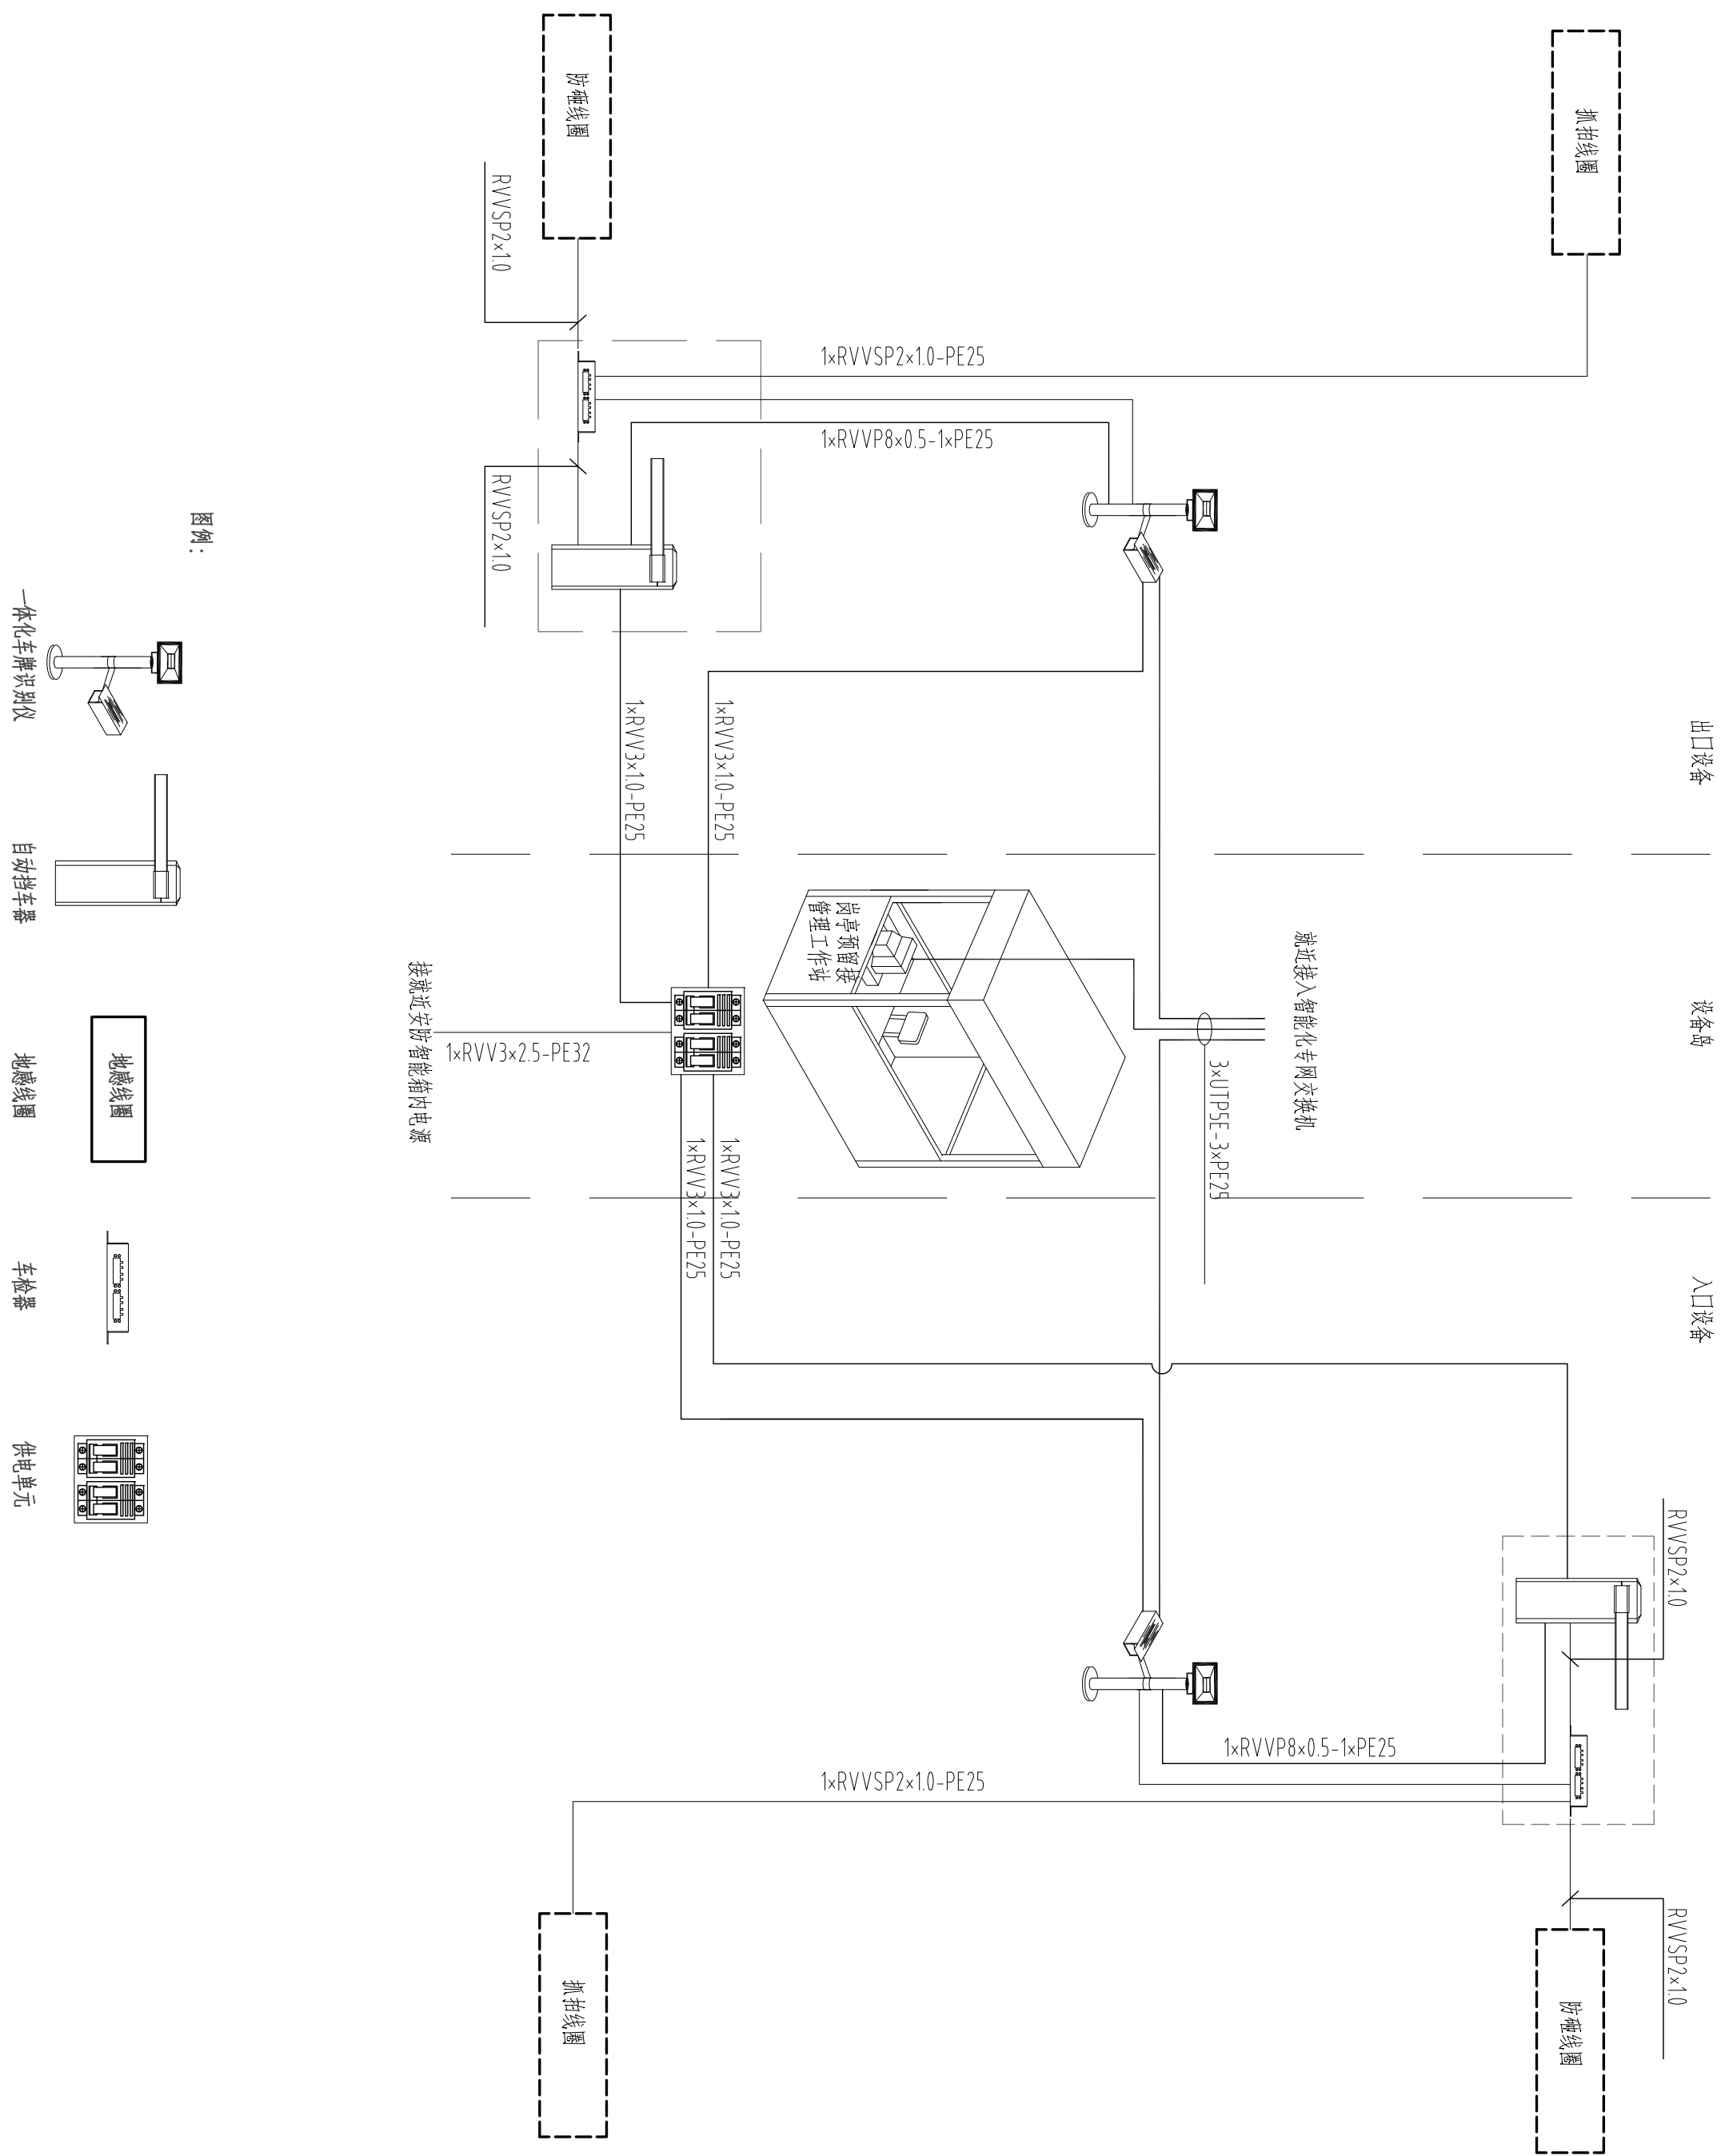 出口设备
设备岛
入口设备
抓拍线圈
防砸线圈
RVVSP2×1.0
RVVSP2×1.0
1×RVVSP2×1.0-PE25
1×RVVP8×0.5-1×PE25
1×RVV3×1.0-PE25
1×RVV3×1.0-PE25
就近接入智能化专网交换机
3×UTP5E-3×PE25
岗亭预留接
管理工作站
1×RVV3×2.5-PE32
接就近安防智能箱内电源
1×RVV3×1.0-PE25
1×RVV3×1.0-PE25
RVVSP2×1.0
RVVSP2×1.0
1×RVVP8×0.5-1×PE25
1×RVVSP2×1.0-PE25
防砸线圈
抓拍线圈
图例：
地感线圈
一体化车牌识别仪
自动挡车器
地感线圈
车检器
供电单元